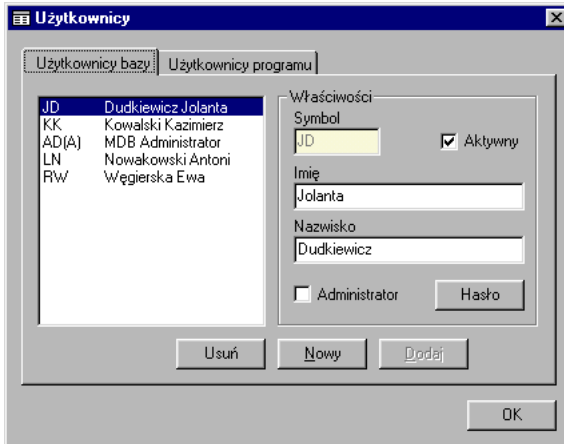 Użytkownicy
Użytkownicy bazy
Użytkownicy programu
JD Dudkiewicz Jolanta
KK Kowalski Kazimierz
AD(A) MDB Administrator
LN Nowakowski Antoni
RW Węgierska Ewa
Właściwości
Symbol
JD
Aktywny
Imię
Jolanta
Nazwisko
Dudkiewicz
Administrator
Hasło
Usuń
Nowy
Dodaj
OK